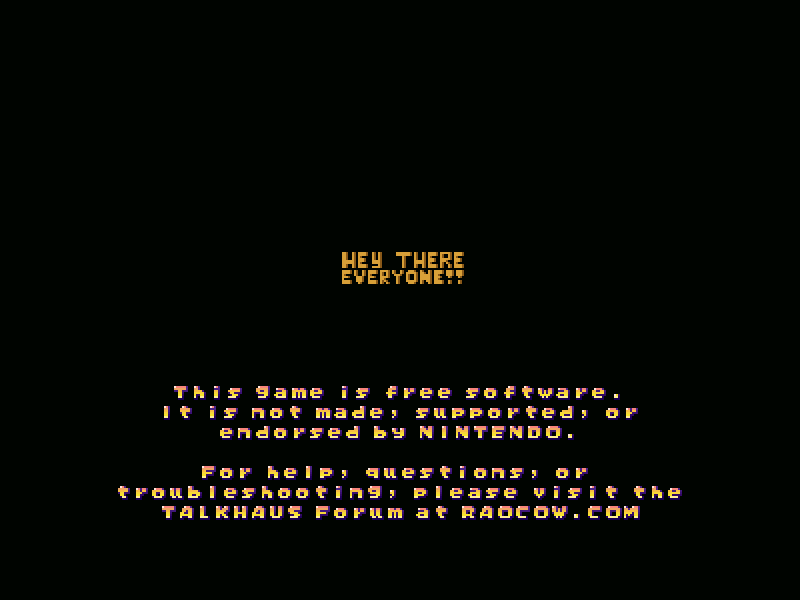 HEY THERE
EVERYONE!!
This game is free software.
It is not made, supported, or
endorsed by NINTENDO.
For help, questions, or
troubleshooting, please visit the
TALKHAUS Forum at RAOCOW.COM